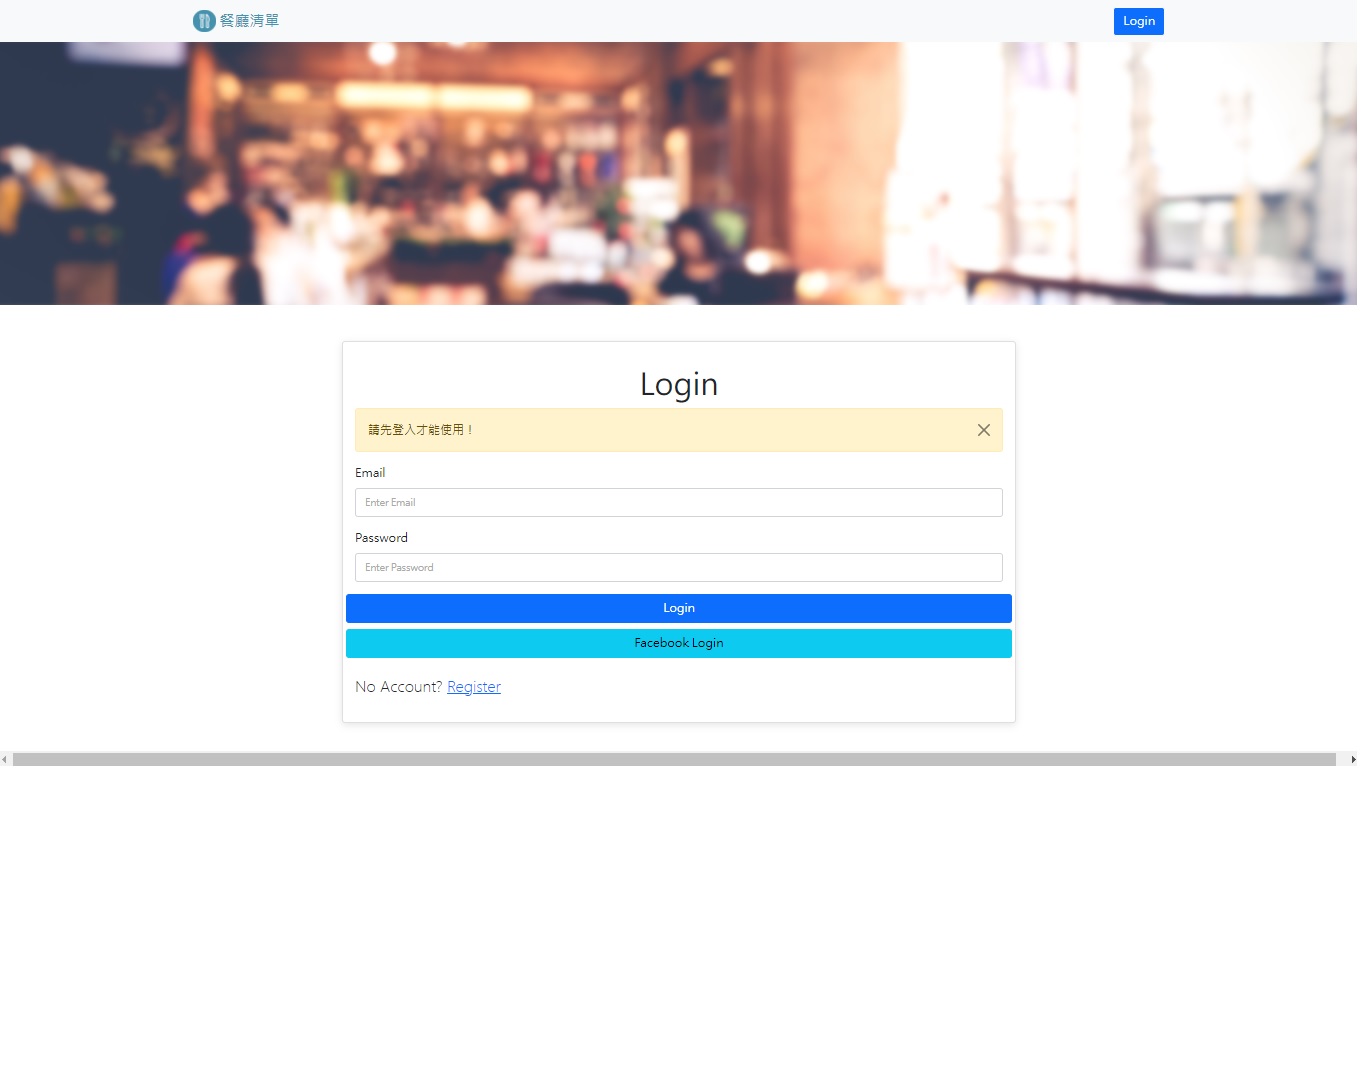 餐廳清單
Login
Login
請先登入才能使用！
Email
Enter Email
Password
Enter Password
Login
Facebook Login
No Account? Register